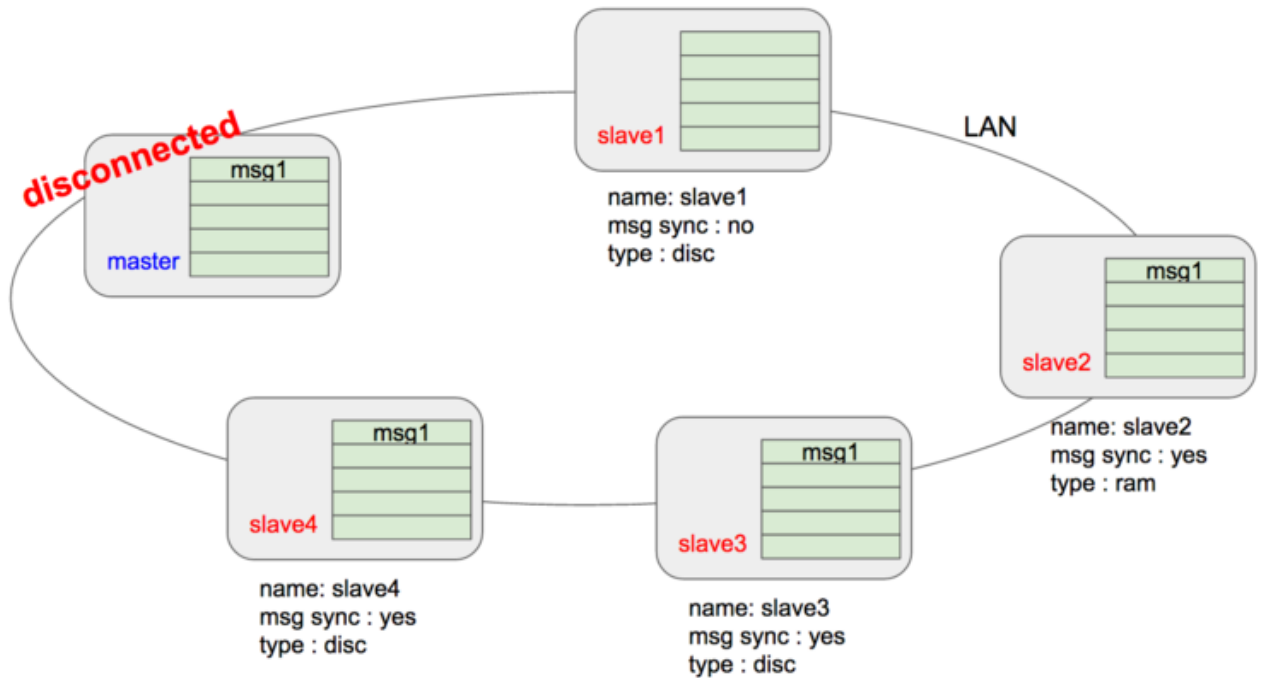 slave1
name: slave1
msg sync : no
type : disc
LAN
disconnected
msg1
master
msg1
slave2
name: slave2
msg sync : yes
type : ram
msg1
slave4
name: slave4
msg sync : yes
type : disc
msg1
slave3
name: slave3
msg sync : yes
type : disc